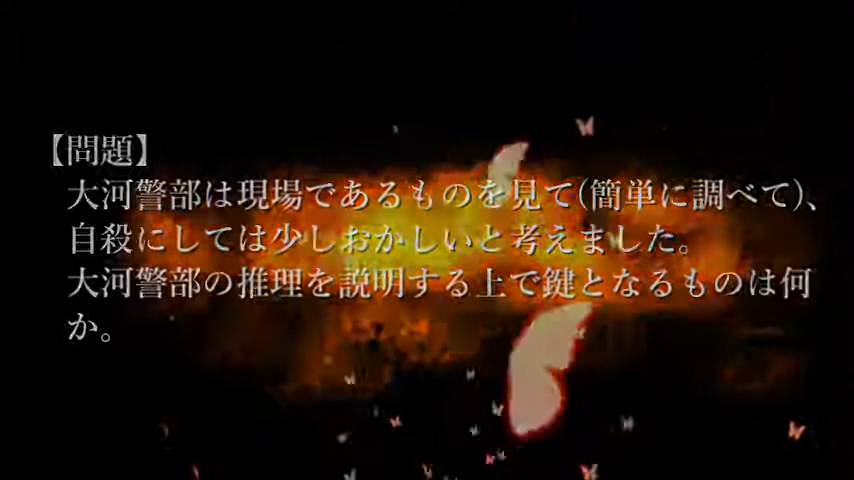 【問題】
大河警部は現場であるものを見て(簡単に調べて)、
自殺にしては少しおかしいと考えました。
大河警部の推理を説明する上で鍵となるものは何
か。